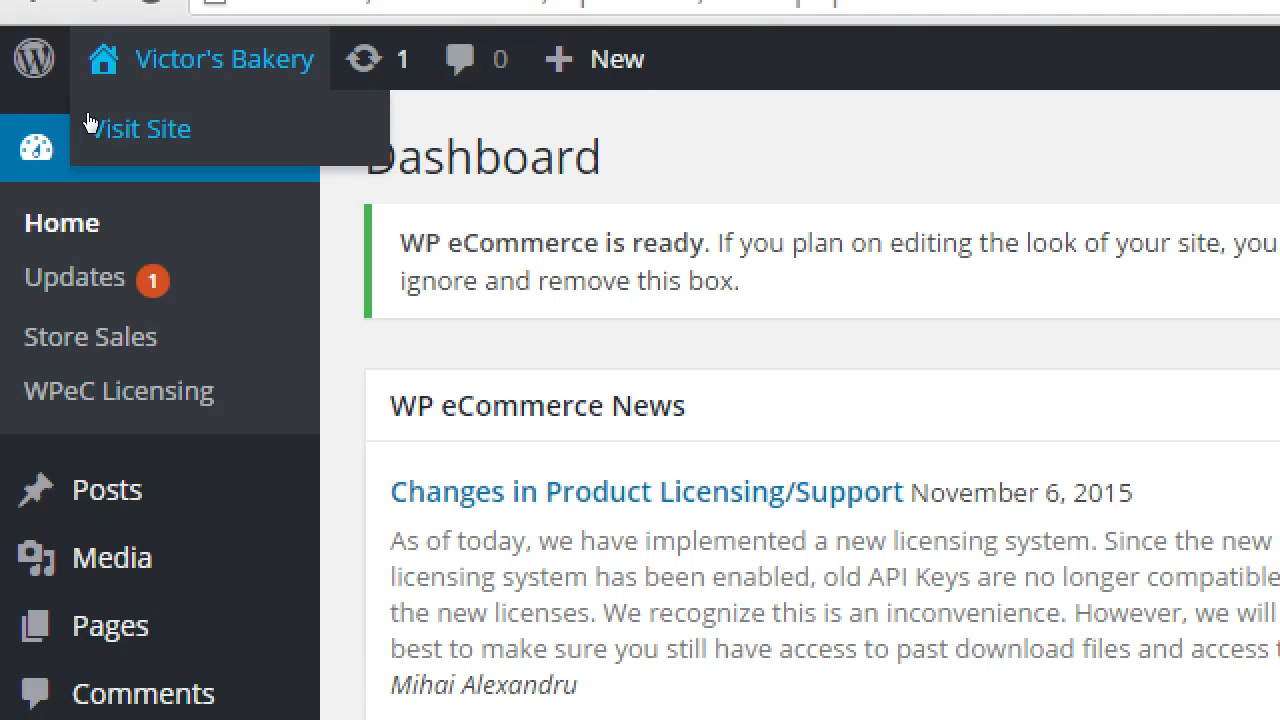 Victor's Bakery 1 0 New
Visit Site
Dashboard
Home
Updates 1
Store Sales
WPeC Licensing
Posts
Media
Pages
Comments
WP eCommerce is ready. If you plan on editing the look of your site, you
ignore and remove this box.
WP eCommerce News
Changes in Product Licensing/Support November 6, 2015
As of today, we have implemented a new licensing system. Since the new
licensing system has been enabled, old API Keys are no longer compatible
the new licenses. We recognize this is an inconvenience. However, we will
best to make sure you still have access to past download files and access
Mihai Alexandru